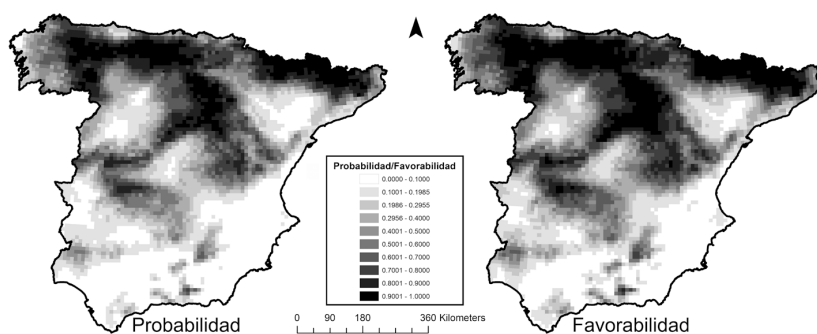 Probabilidad/Favorabilidad
0.0000 - 0.1000
0.1001 - 0.1985
0.1986 - 0.2955
0.2956 - 0.4000
0.4001 - 0.5000
0.5001 - 0.6000
0.6001 - 0.7000
0.7001 - 0.8000
0.8001 - 0.9000
0.9001 - 1.0000
Probabilidad
0 90 180 360 Kilometers
Favorabilidad